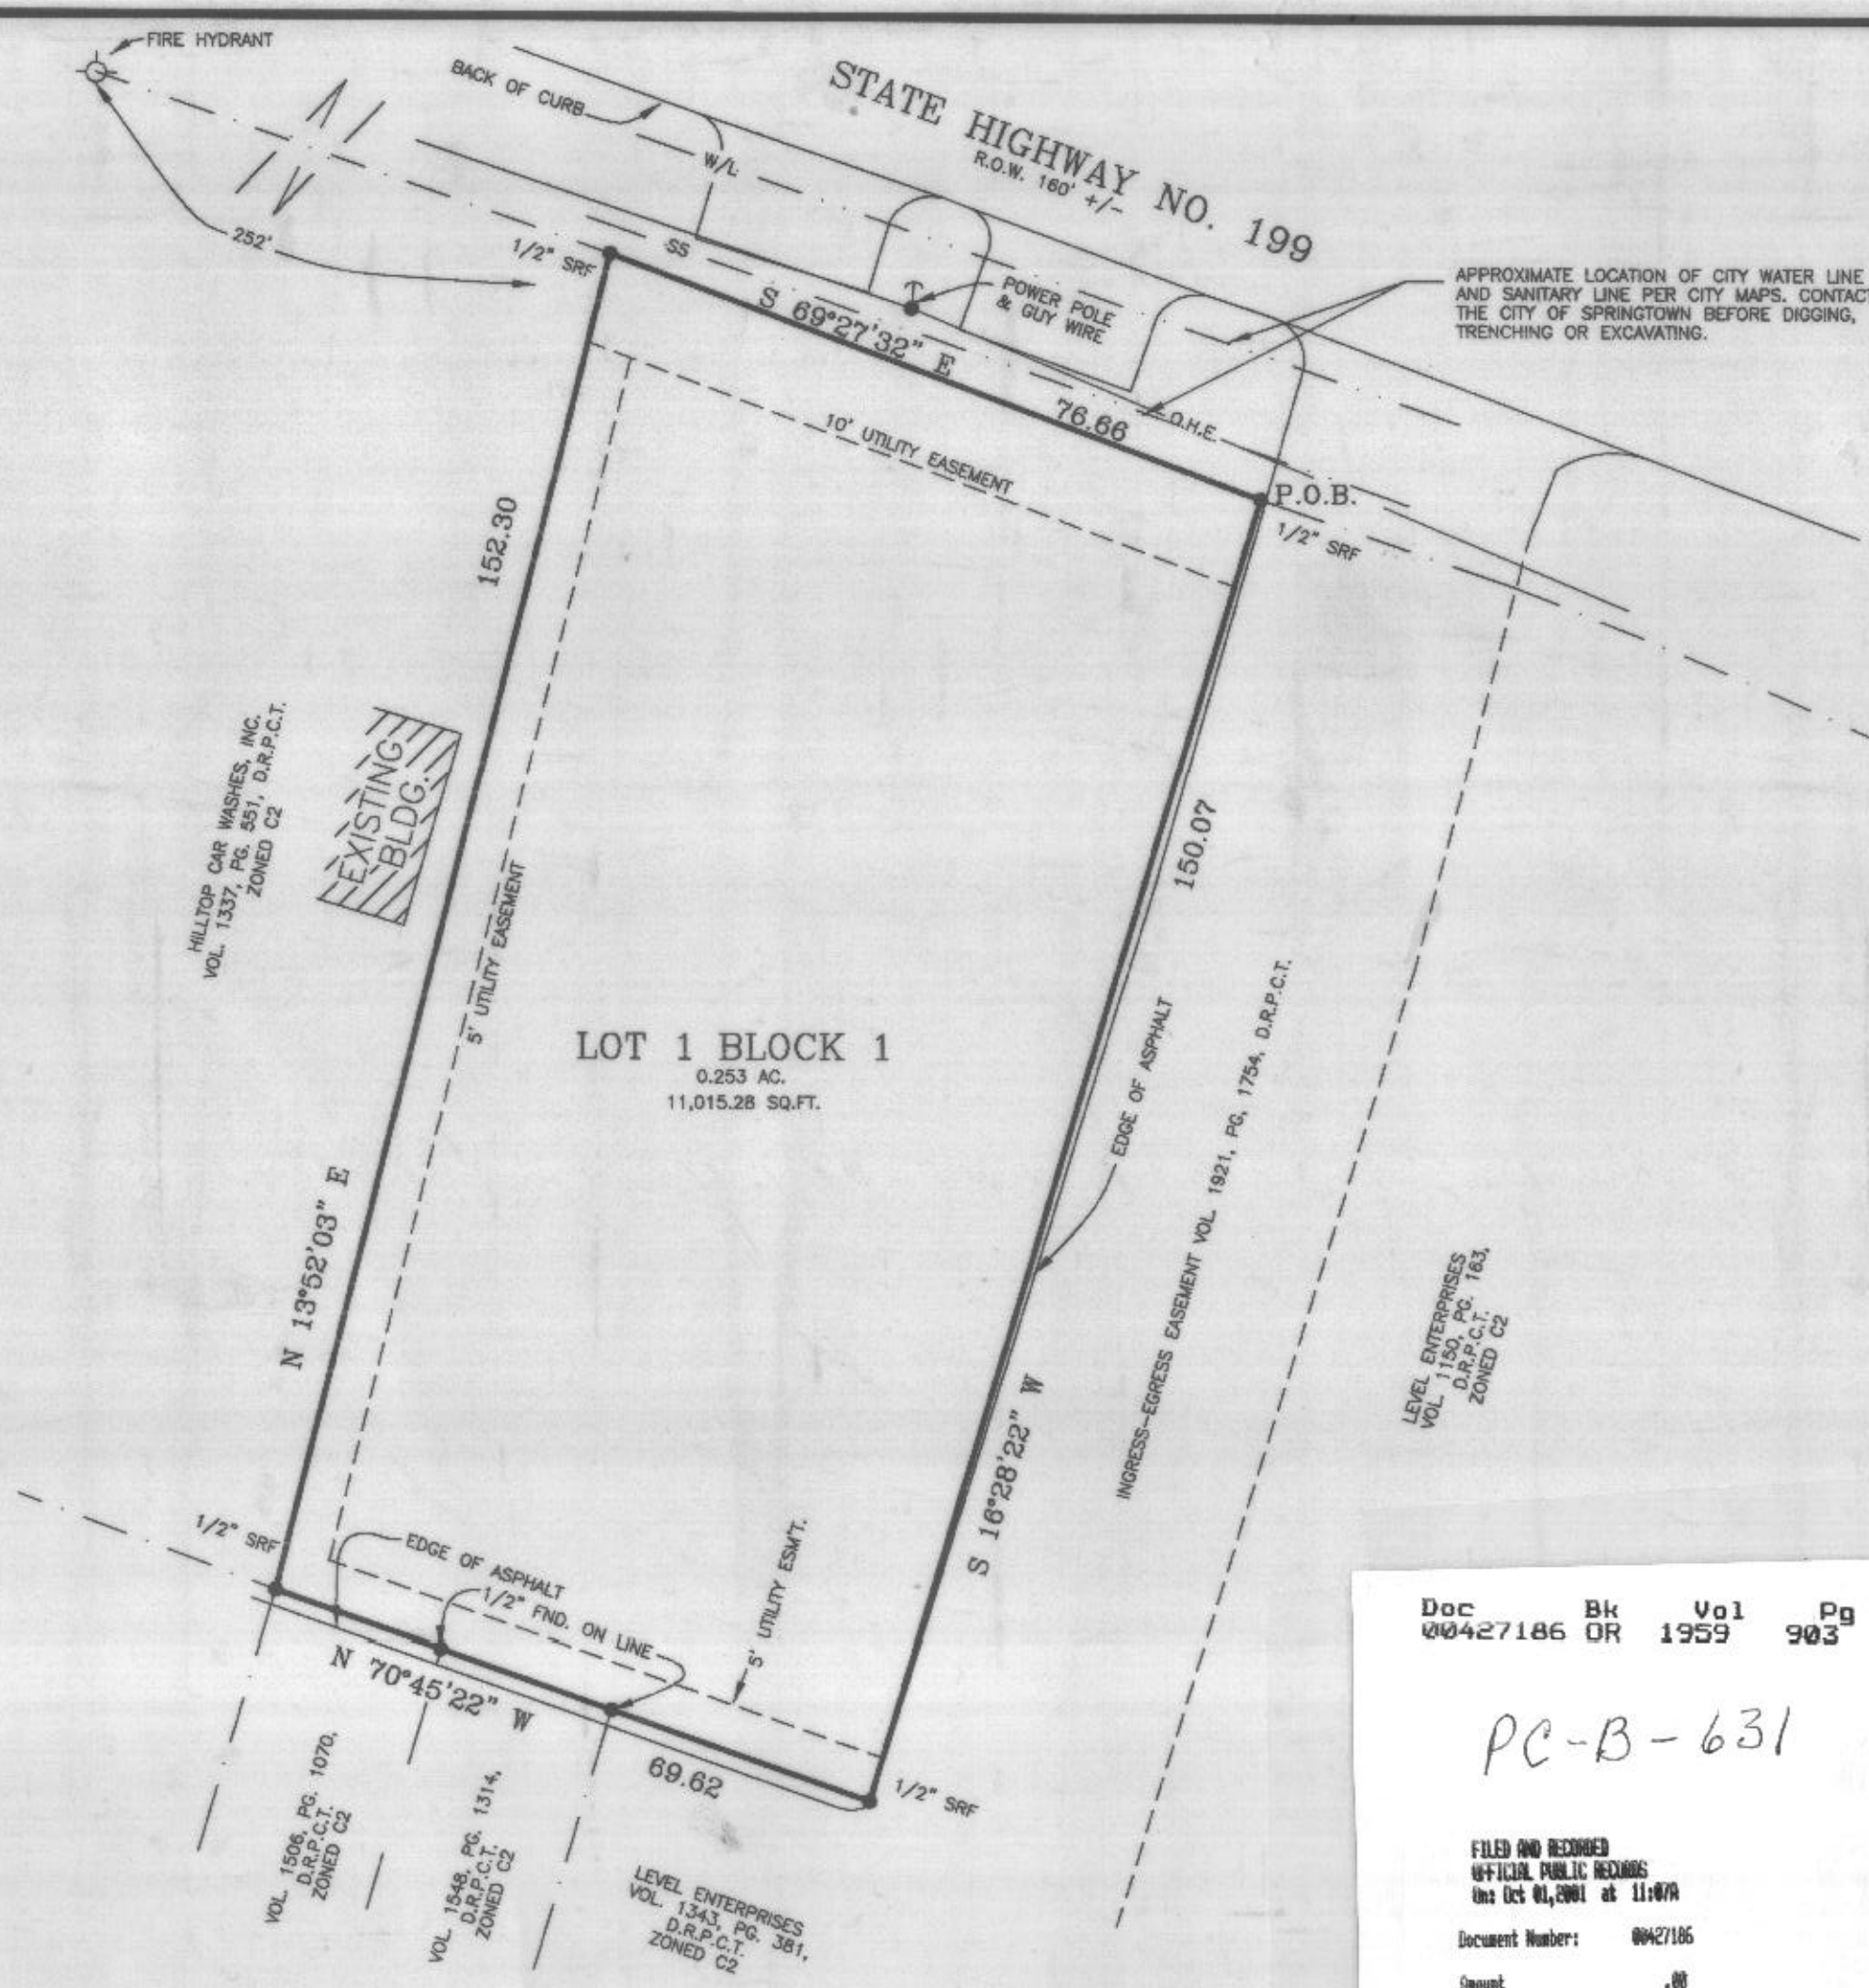 FIRE HYDRANT
BACK OF CURB
STATE HIGHWAY NO. 199
R.O.W. 160' +/-
W/L
252'
1/2" SRF
SS
POWER POLE
& GUY WIRE
APPROXIMATE LOCATION OF CITY WATER LINE
AND SANITARY LINE PER CITY MAPS. CONTACT
THE CITY OF SPRINGTOWN BEFORE DIGGING,
TRENCHING OR EXCAVATING.
S 69°27'32" E
76.66
O.H.E.
10' UTILITY EASEMENT
P.O.B.
1/2" SRF
152.30
HILLTOP CAR WASHES, INC.
VOL. 1337, PG. 551, D.R.P.C.T.
ZONED C2
EXISTING
BLDG.
5' UTILITY EASEMENT
150.07
LOT 1 BLOCK 1
0.253 AC.
11,015.28 SQ.FT.
EDGE OF ASPHALT
INGRESS-EGRESS EASEMENT VOL. 1921, PG, 1754, D.R.P.C.T.
N 13°52'03" E
S 16°28'22" W
LEVEL ENTERPRISES
VOL. 1150, PG. 163,
D.R.P.C.T.
ZONED C2
1/2" SRF
EDGE OF ASPHALT
1/2" FND. ON LINE
5' UTILITY ESM'T.
N 70°45'22" W
69.62
1/2" SRF
VOL. 1506, PG. 1070,
D.R.P.C.T.
ZONED C2
VOL. 1548, PG. 1314,
D.R.P.C.T.
ZONED C2
LEVEL ENTERPRISES
VOL. 1343, PG. 381,
D.R.P.C.T.
ZONED C2
Doc Bk Vol Pg
00427186 OR 1959 903
PC-B-631
FILED AND RECORDED
OFFICIAL PUBLIC RECORDS
On: Oct 01,2001 at 11:07A
Document Number: 00427186
Amount .00